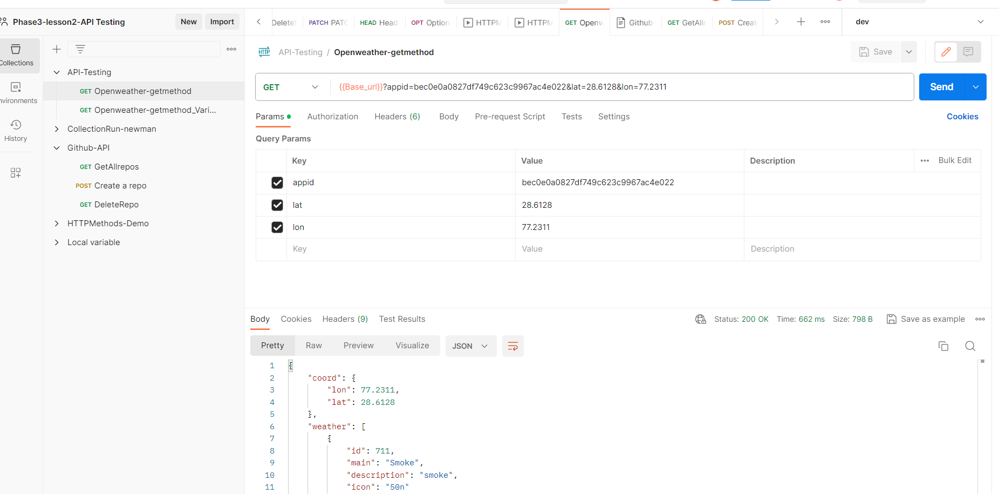 Phase3-lesson2-API Testing
New
Import
Delete
PATCH PATC
HEAD Head
OPT Option
HTTPM
HTTPM
GET Openw
Github-
GET GetAllr
POST Creat
dev
Collections
nvironments
History
API-Testing
GET Openweather-getmethod
GET Openweather-getmethod_Vari...
CollectionRun-newman
Github-API
GET GetAllrepos
POST Create a repo
GET DeleteRepo
HTTPMethods-Demo
Local variable
HTTP API-Testing / Openweather-getmethod
Save
GET
{{Base_url}}?appid=bec0e0a0827df749c623c9967ac4e022&lat=28.6128&lon=77.2311
Send
Params
Authorization
Headers (6)
Body
Pre-request Script
Tests
Settings
Cookies
Query Params
Key Value Description Bulk Edit
appid bec0e0a0827df749c623c9967ac4e022
lat 28.6128
lon 77.2311
Key Value Description
Body
Cookies
Headers (9)
Test Results
Status: 200 OK Time: 662 ms Size: 798 B
Save as example
Pretty
Raw
Preview
Visualize
JSON
1 {
2 "coord": {
3 "lon": 77.2311,
4 "lat": 28.6128
5 },
6 "weather": [
7 {
8 "id": 711,
9 "main": "Smoke",
10 "description": "smoke",
11 "icon": "50n"